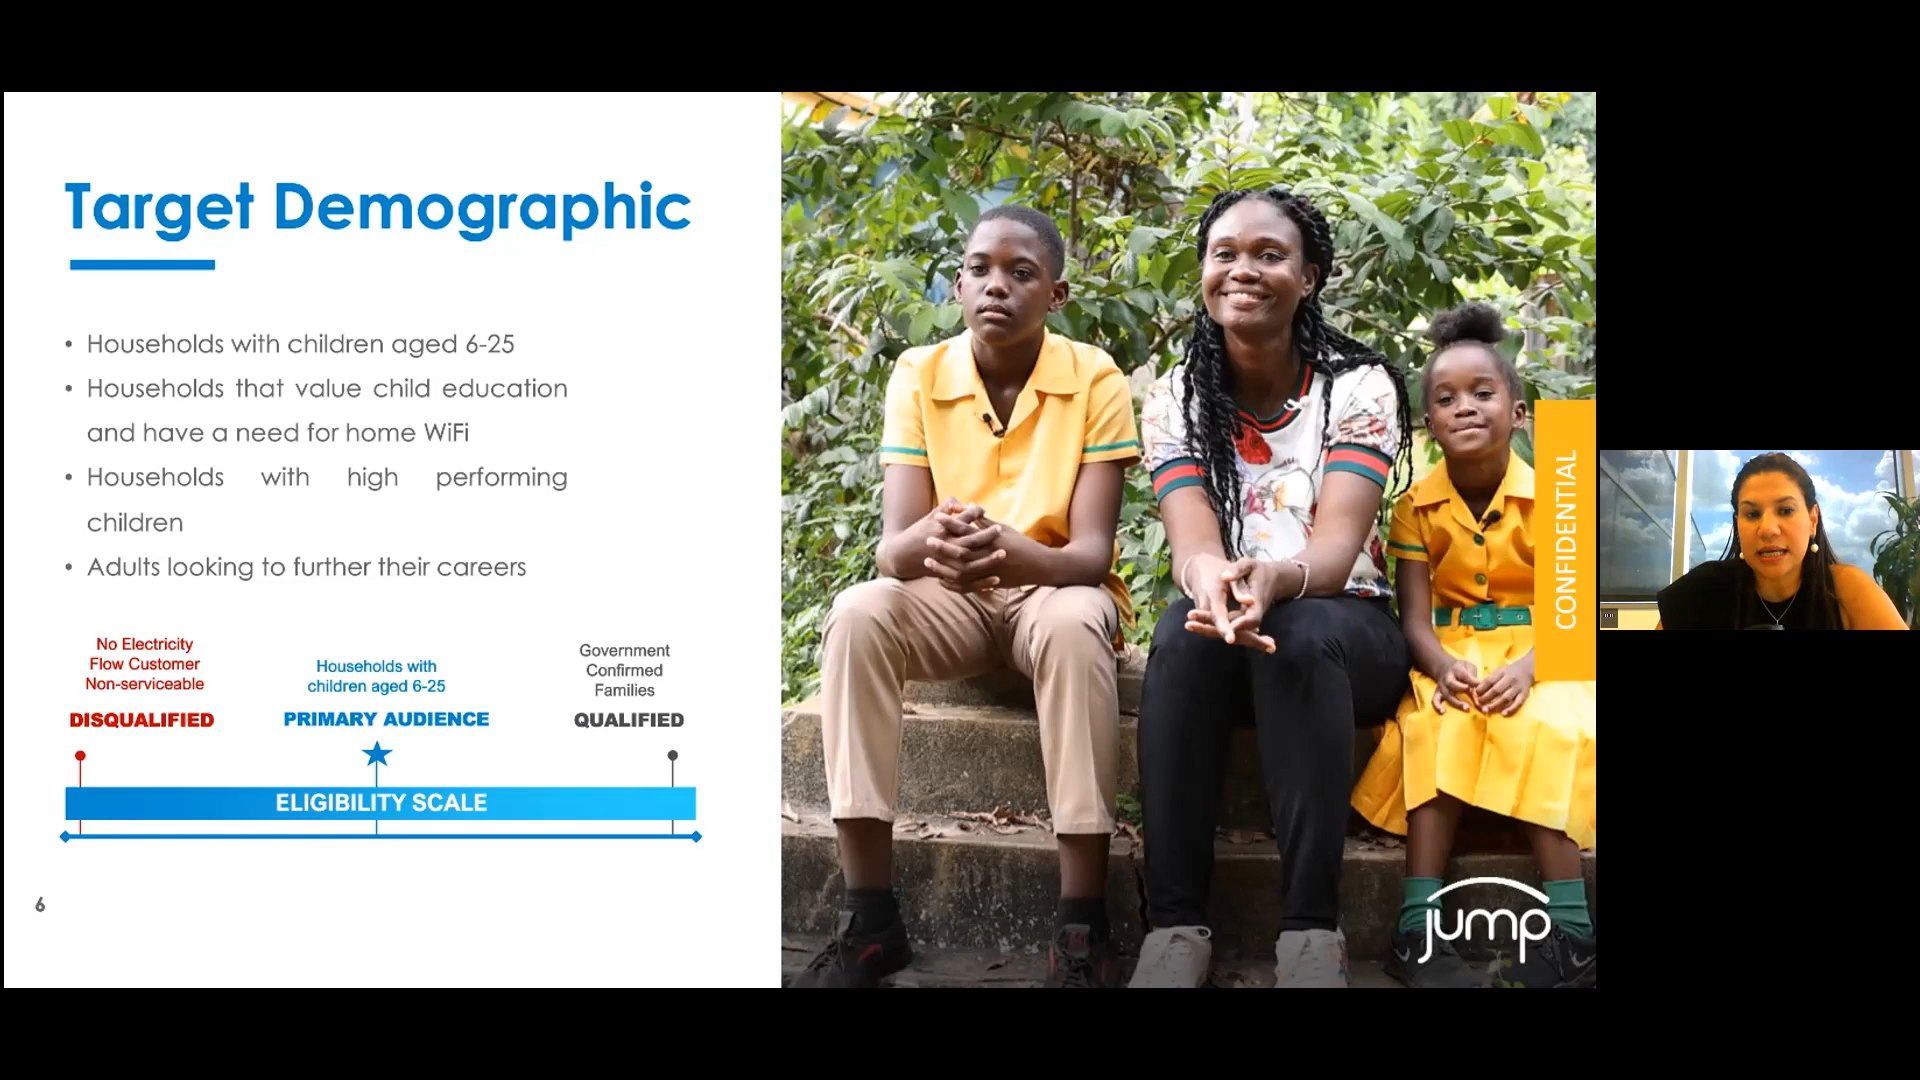 Target Demographic
• Households with children aged 6-25
• Households that value child education
and have a need for home WiFi
• Households with high performing
children
• Adults looking to further their careers
No Electricity
Flow Customer
Non-serviceable
DISQUALIFIED
Households with
children aged 6-25
PRIMARY AUDIENCE
Government
Confirmed
Families
QUALIFIED
ELIGIBILITY SCALE
6
CONFIDENTIAL
jump